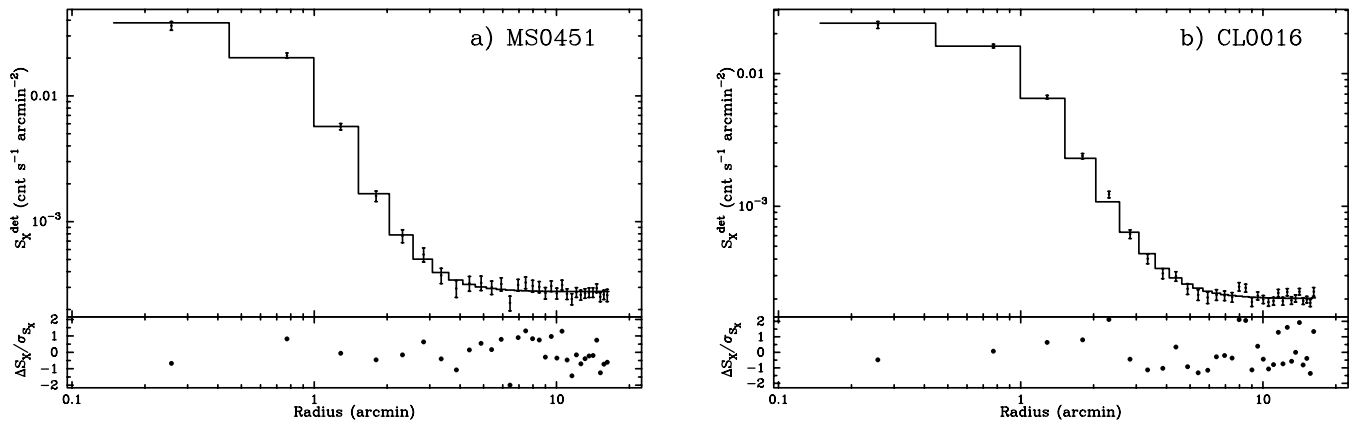 a) MS0451
S_X^det (cnt s^−1 arcmin^−2)
0.01
10^−3
ΔS_X/σ_S_X
2
1
0
−1
−2
0.1
1
10
Radius (arcmin)
b) CL0016
S_X^det (cnt s^−1 arcmin^−2)
0.01
10^−3
ΔS_X/σ_S_X
2
1
0
−1
−2
0.1
1
10
Radius (arcmin)